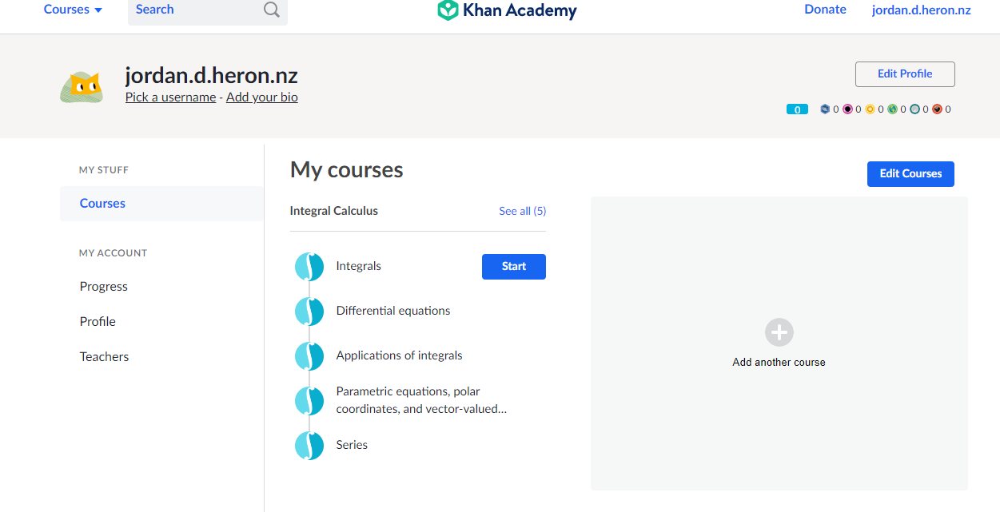 Courses
Search
Khan Academy
Donate
jordan.d.heron.nz
jordan.d.heron.nz
Pick a username - Add your bio
Edit Profile
0 0 0 0 0 0 0
MY STUFF
Courses
MY ACCOUNT
Progress
Profile
Teachers
My courses
Edit Courses
Integral Calculus
See all (5)
Integrals
Start
Differential equations
Applications of integrals
Parametric equations, polar
coordinates, and vector-valued...
Series
Add another course